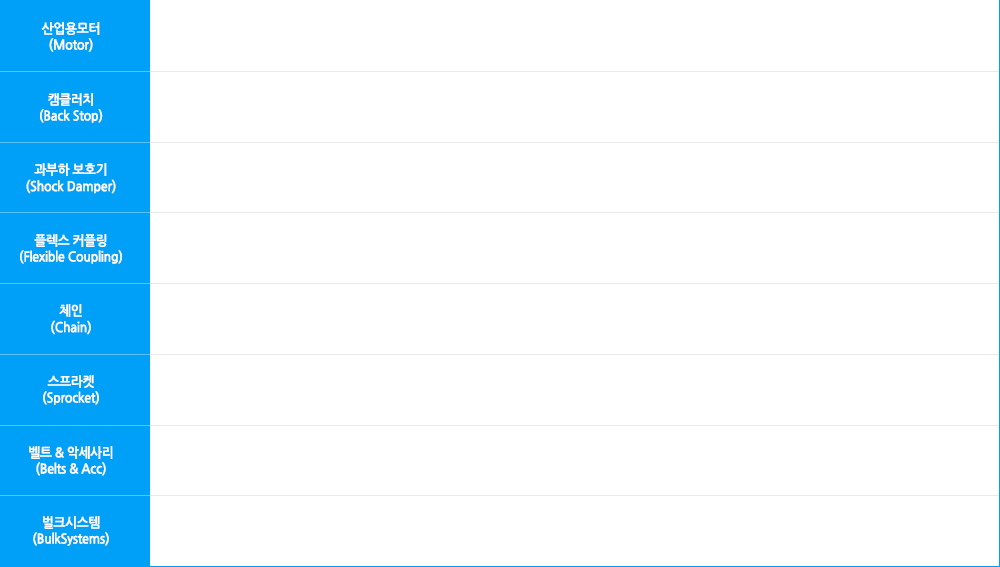 산업용모터
(Motor)
캠클러치
(Back Stop)
과부하 보호기
(Shock Damper)
플렉스 커플링
(Flexible Coupling)
체인
(Chain)
스프라켓
(Sprocket)
벨트 & 악세사리
(Belts & Acc)
벌크시스템
(BulkSystems)